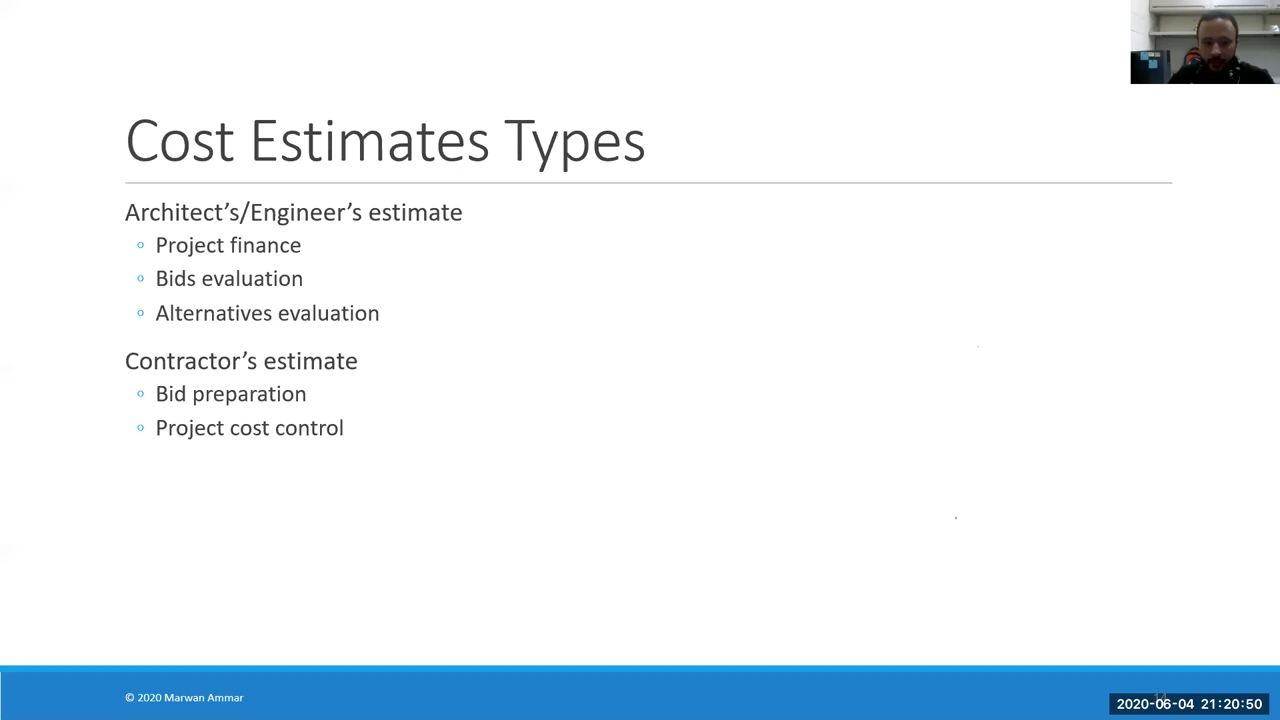 Cost Estimates Types
Architect’s/Engineer’s estimate
Project finance
Bids evaluation
Alternatives evaluation
Contractor’s estimate
Bid preparation
Project cost control
© 2020 Marwan Ammar
2020-06-04 21:20:50